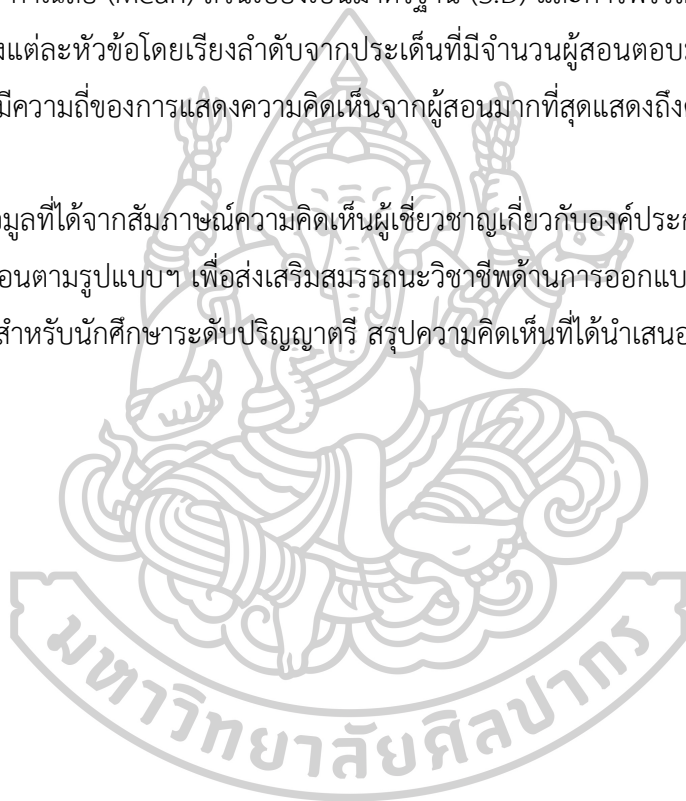 (Mean) ส่วนเบี่ยงเบนมาตรฐาน (S.D) และการพรรณ
แต่ละหัวข้อโดยเรียงลำดับจากประเด็นที่มีจำนวนผู้สอนตอบ
มีความถี่ของการแสดงความคิดเห็นจากผู้สอนมากที่สุดแสดงถึง
มูลที่ได้จากสัมภาษณ์ความคิดเห็นผู้เชี่ยวชาญเกี่ยวกับองค์ประก
อนตามรูปแบบฯ เพื่อส่งเสริมสมรรถนะวิชาชีพด้านการออกแบ
สำหรับนักศึกษาระดับปริญญาตรี สรุปความคิดเห็นที่ได้นำเสนอ
มหาวิทยาลัยศิลปากร